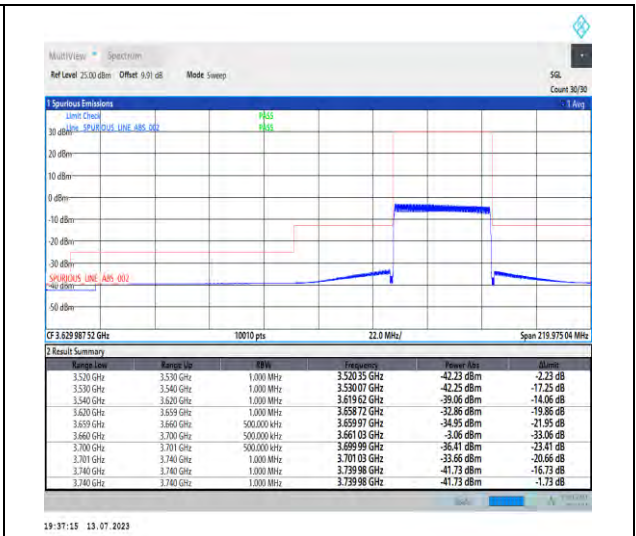 MultiView Spectrum
Ref Level 25.00 dBm Offset 9.91 dB Mode Sweep SGL
Count 30/30
1 Spurious Emissions 1 Avg
Limit Check PASS
Line SPURIOUS_LINE_ABS_002 PASS
30 dBm
20 dBm
10 dBm
0 dBm
-10 dBm
-20 dBm
-30 dBm
SPURIOUS_LINE_ABS_002
-40 dBm
-50 dBm
CF 3.629 987 52 GHz 10010 pts 22.0 MHz/ Span 219.975 04 MHz
2 Result Summary
Range Low Range Up RBW Frequency Power Abs ΔLimit
3.520 GHz 3.530 GHz 1.000 MHz 3.520 35 GHz -42.23 dBm -2.23 dB
3.530 GHz 3.540 GHz 1.000 MHz 3.530 07 GHz -42.25 dBm -17.25 dB
3.540 GHz 3.620 GHz 1.000 MHz 3.619 62 GHz -39.06 dBm -14.06 dB
3.620 GHz 3.659 GHz 1.000 MHz 3.658 72 GHz -32.86 dBm -19.86 dB
3.659 GHz 3.660 GHz 500.000 kHz 3.659 97 GHz -34.95 dBm -21.95 dB
3.660 GHz 3.700 GHz 500.000 kHz 3.661 03 GHz -3.06 dBm -33.06 dB
3.700 GHz 3.701 GHz 500.000 kHz 3.699 99 GHz -36.41 dBm -23.41 dB
3.701 GHz 3.740 GHz 1.000 MHz 3.701 03 GHz -33.66 dBm -20.66 dB
3.740 GHz 3.740 GHz 1.000 MHz 3.739 98 GHz -41.73 dBm -16.73 dB
3.740 GHz 3.740 GHz 1.000 MHz 3.739 98 GHz -41.73 dBm -1.73 dB
19:37:15 13.07.2023